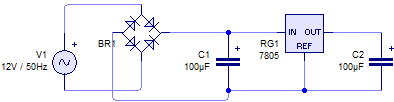 V1
12V / 50Hz
BR1
C1
100µF
RG1
7805
IN OUT
REF
C2
100µF